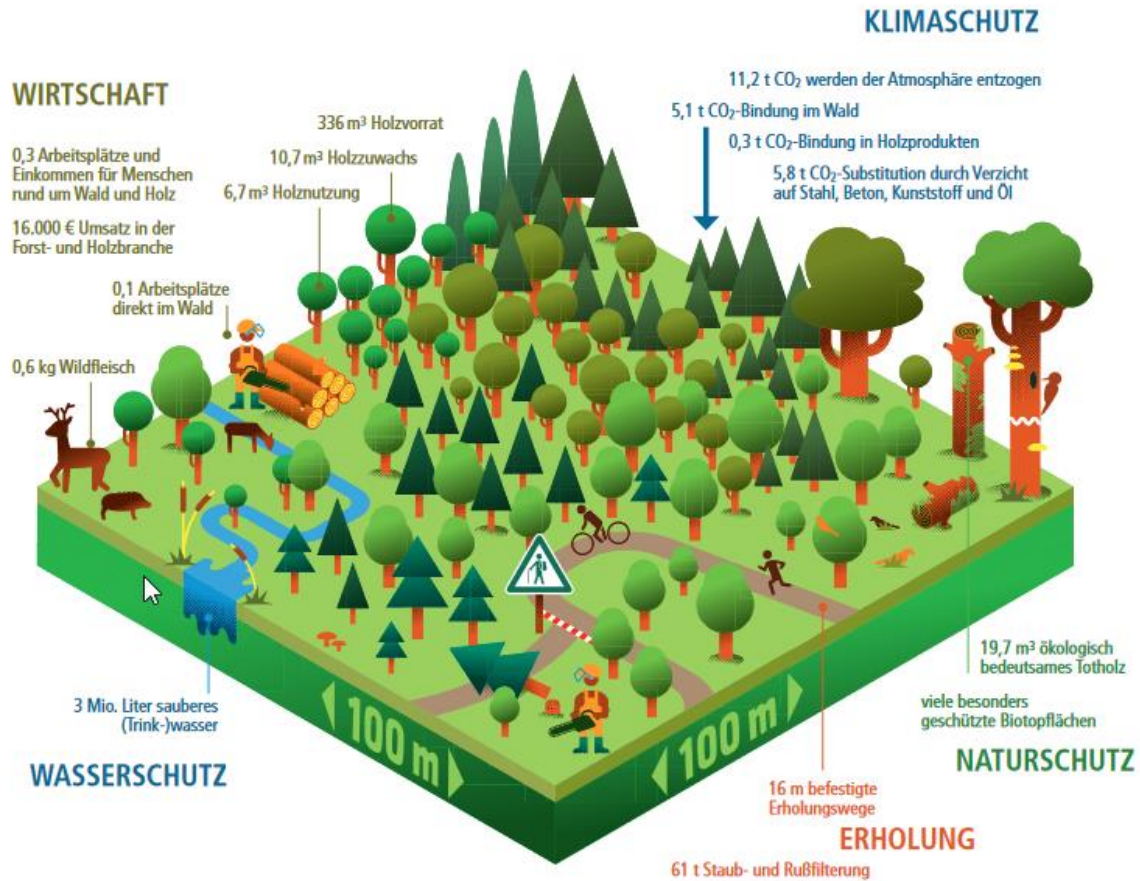 KLIMASCHUTZ
11,2 t CO₂ werden der Atmosphäre entzogen
5,1 t CO₂-Bindung im Wald
0,3 t CO₂-Bindung in Holzprodukten
5,8 t CO₂-Substitution durch Verzicht
auf Stahl, Beton, Kunststoff und Öl
WIRTSCHAFT
336 m³ Holzvorrat
10,7 m³ Holzzuwachs
6,7 m³ Holznutzung
0,3 Arbeitsplätze und
Einkommen für Menschen
rund um Wald und Holz
16.000 € Umsatz in der
Forst- und Holzbranche
0,1 Arbeitsplätze
direkt im Wald
0,6 kg Wildfleisch
3 Mio. Liter sauberes
(Trink-)wasser
WASSERSCHUTZ
100 m
100 m
19,7 m³ ökologisch
bedeutsames Totholz
viele besonders
geschützte Biotopflächen
NATURSCHUTZ
16 m befestigte
Erholungswege
ERHOLUNG
61 t Staub- und Rußfilterung